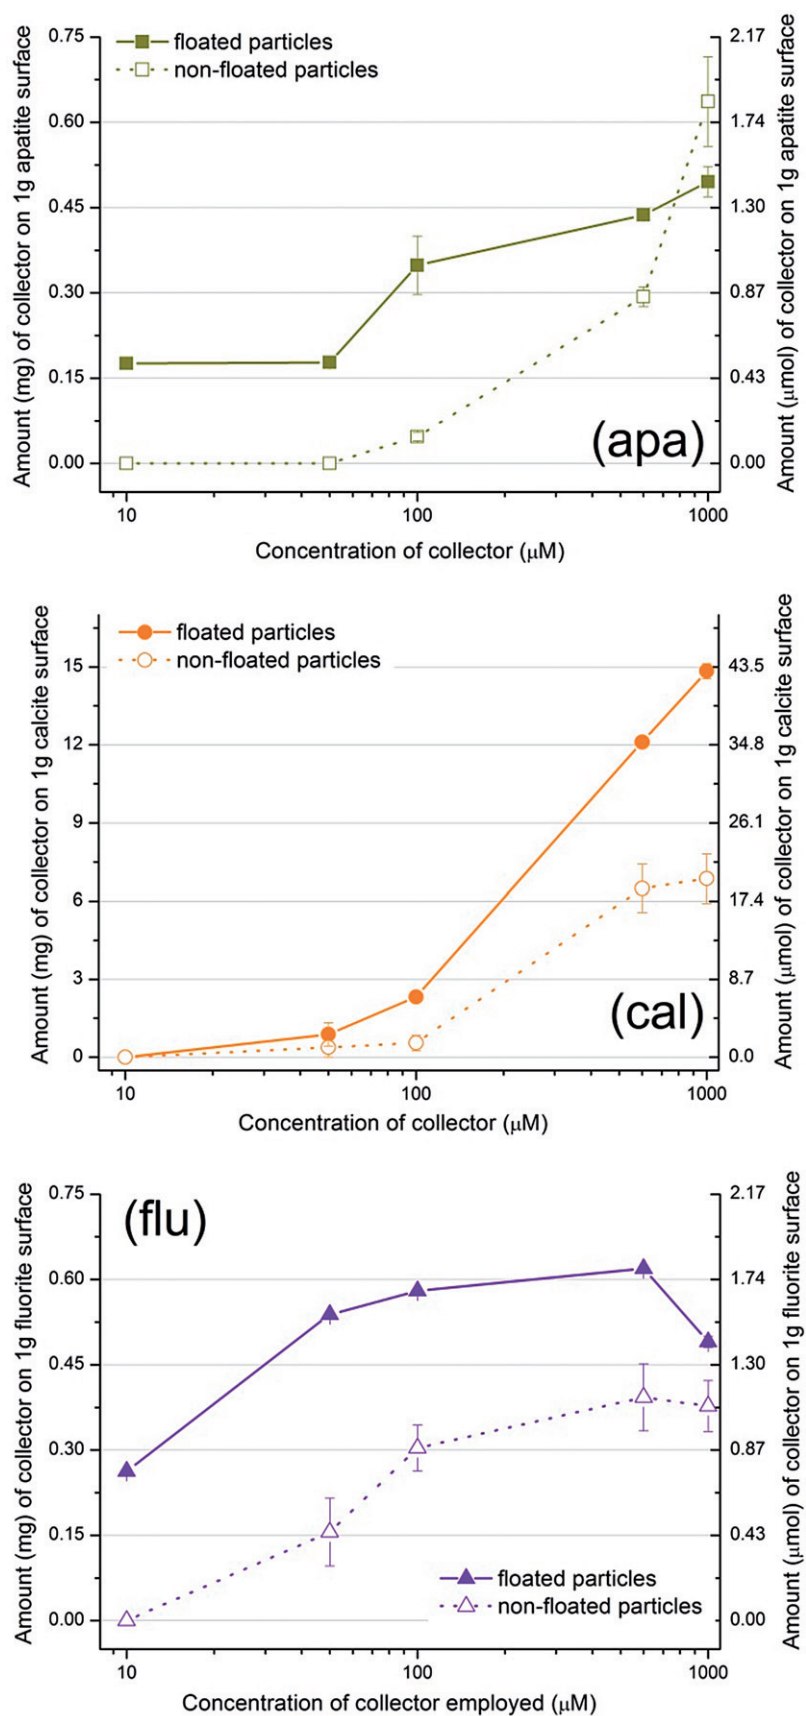 floated particles
non-floated particles
Amount (mg) of collector on 1g apatite surface
0.75
0.60
0.45
0.30
0.15
0.00
2.17
1.74
1.30
0.87
0.43
0.00
Amount (μmol) of collector on 1g apatite surface
(apa)
10
100
1000
Concentration of collector (μM)
floated particles
non-floated particles
Amount (mg) of collector on 1g calcite surface
15
12
9
6
3
0
43.5
34.8
26.1
17.4
8.7
0.0
Amount (μmol) of collector on 1g calcite surface
(cal)
10
100
1000
Concentration of collector (μM)
(flu)
Amount (mg) of collector on 1g fluorite surface
0.75
0.60
0.45
0.30
0.15
0.00
2.17
1.74
1.30
0.87
0.43
0.00
Amount (μmol) of collector on 1g fluorite surface
floated particles
non-floated particles
10
100
1000
Concentration of collector employed (μM)